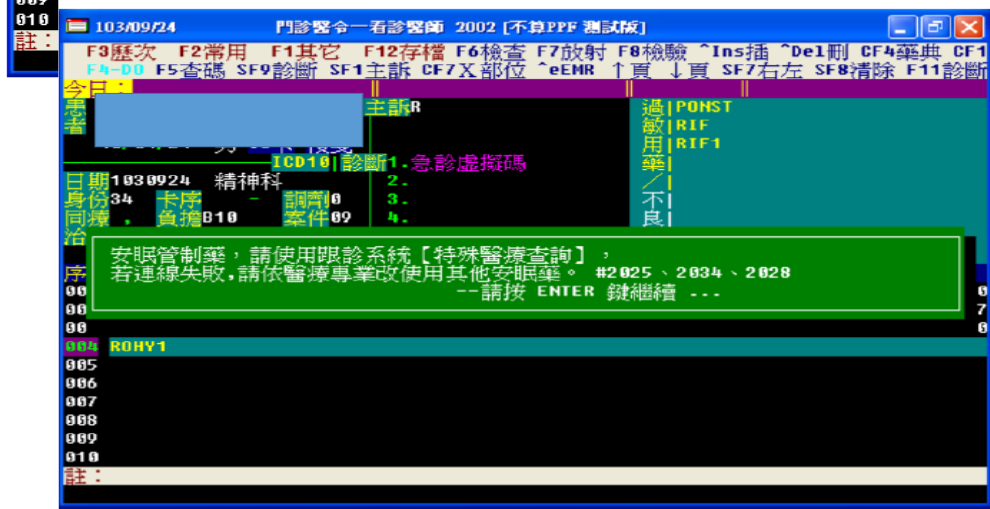 010
註：
103/09/24 門診醫令—看診醫師 2002 [不算PPF 測試版]
F3歷次 F2常用 F1其它 F12存檔 F6檢查 F7放射 F8檢驗 ^Ins插 ^Del刪 CF4藥典 CF1
F4-DO F5查碼 SF9診斷 SF1主訴 CF7X部位 ^eEMR ↑頁 ↓頁 SF7右左 SF8清除 F11診斷
今日：
患 主訴R 過|PONST
者 敏|RIF
用|RIF1
ICD10|診斷1.急診虛擬碼 藥|
日期1030924 精神科 2. ／|
身份34 卡序 - 調劑0 3. 不|
同療 , 負擔B10 案件09 4. 良|
治
安眠管制藥，請使用跟診系統【特殊醫療查詢】，
序 若連線失敗,請依醫療專業改使用其他安眠藥。 #2025、2034、2028
00 --請按 ENTER 鍵繼續 ... 0
00 7
00 0
004 ROHY1
005
006
007
008
009
010
註：